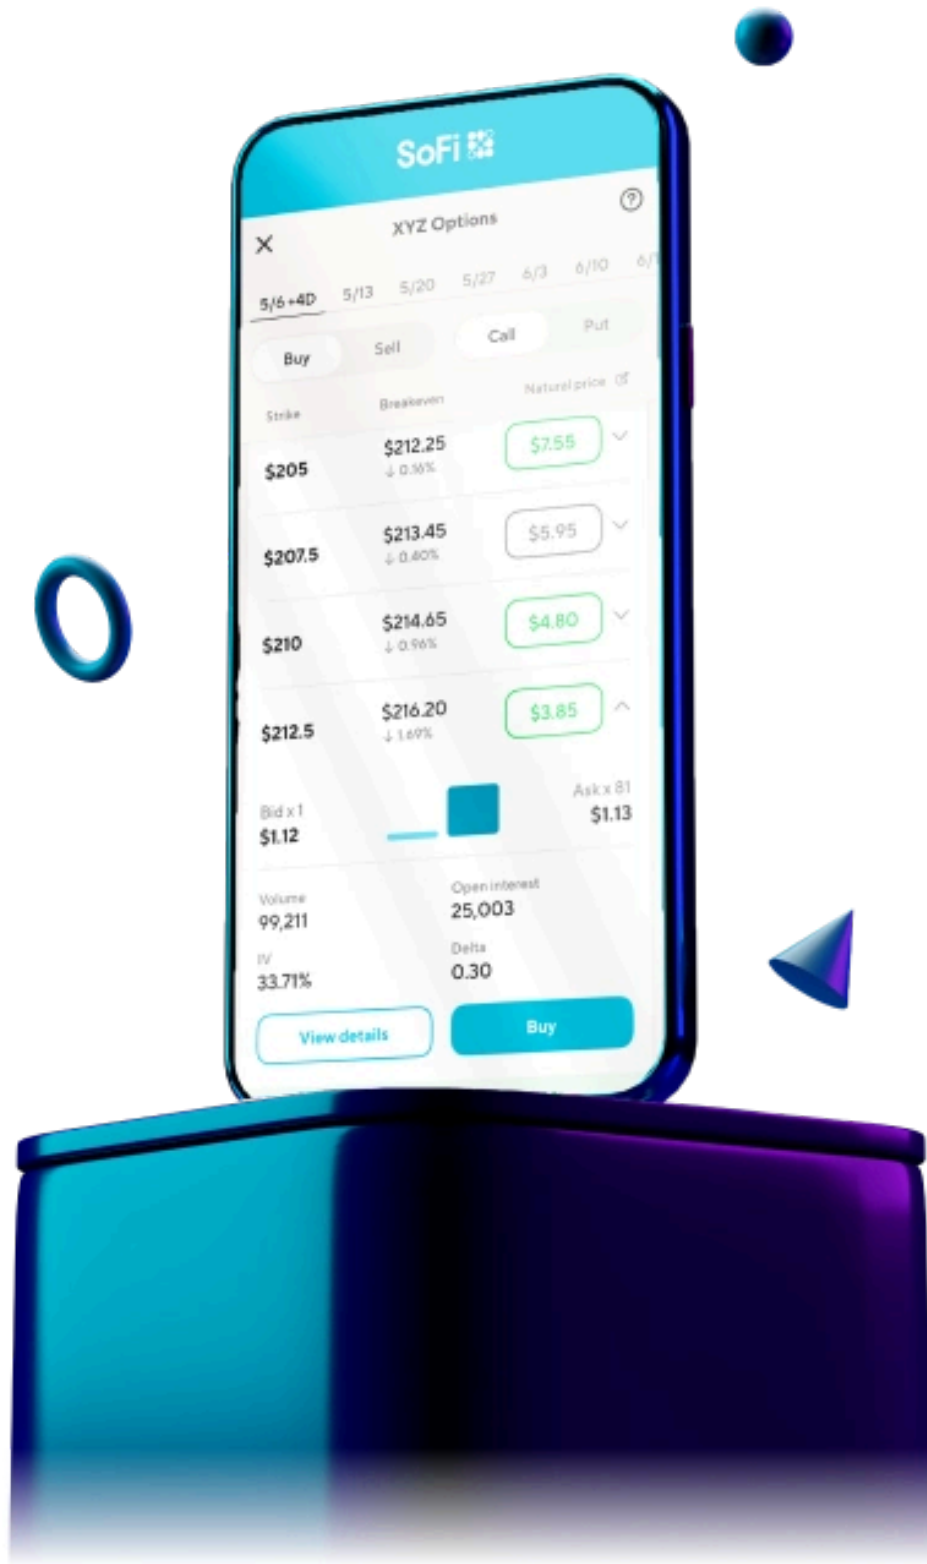 SoFi
XYZ Options
5/6 +4D 5/13 5/20 5/27 6/3 6/10
Buy Sell Call Put
Strike Breakeven Natural price
$205 $212.25 $7.55
↓ 0.16%
$207.5 $213.45 $5.95
↓ 0.40%
$210 $214.65 $4.80
↓ 0.96%
$212.5 $216.20 $3.85
↓ 1.69%
Bid x 1 Ask x 81
$1.12 $1.13
Volume Open interest
99,211 25,003
IV Delta
33.71% 0.30
View details Buy